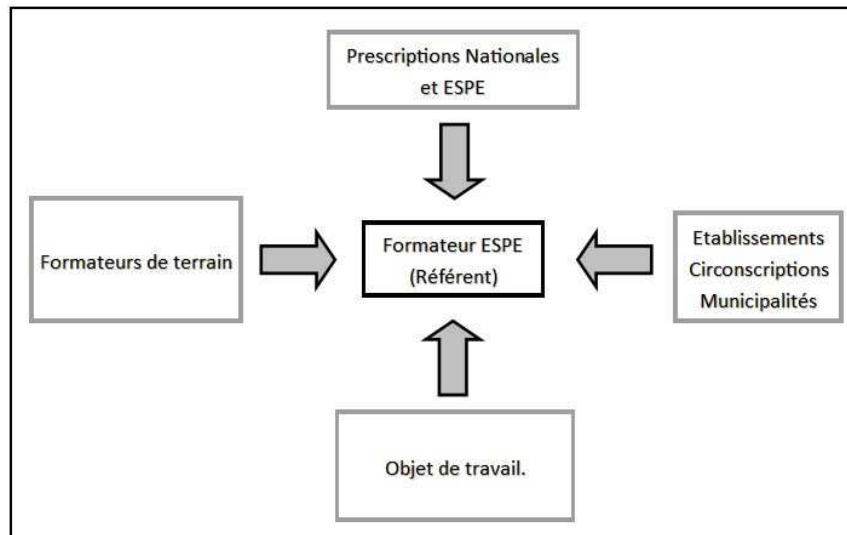 Prescriptions Nationales
et ESPE
Formateurs de terrain
Formateur ESPE
(Référent)
Etablissements
Circonscriptions
Municipalités
Objet de travail.